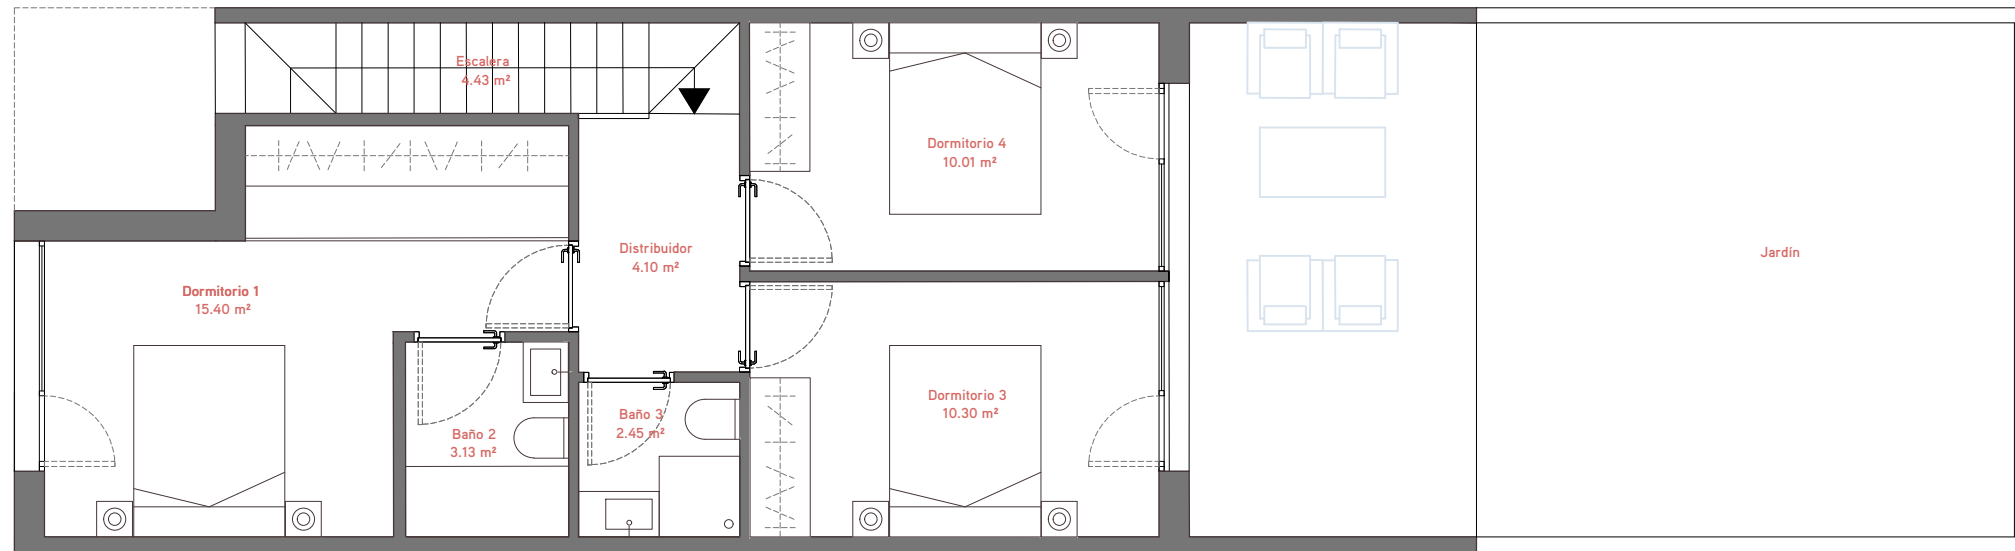 Escalera
4.43 m²
Dormitorio 4
10.01 m²
Distribuidor
4.10 m²
Jardín
Dormitorio 1
15.40 m²
Dormitorio 3
10.30 m²
Baño 3
2.45 m²
Baño 2
3.13 m²